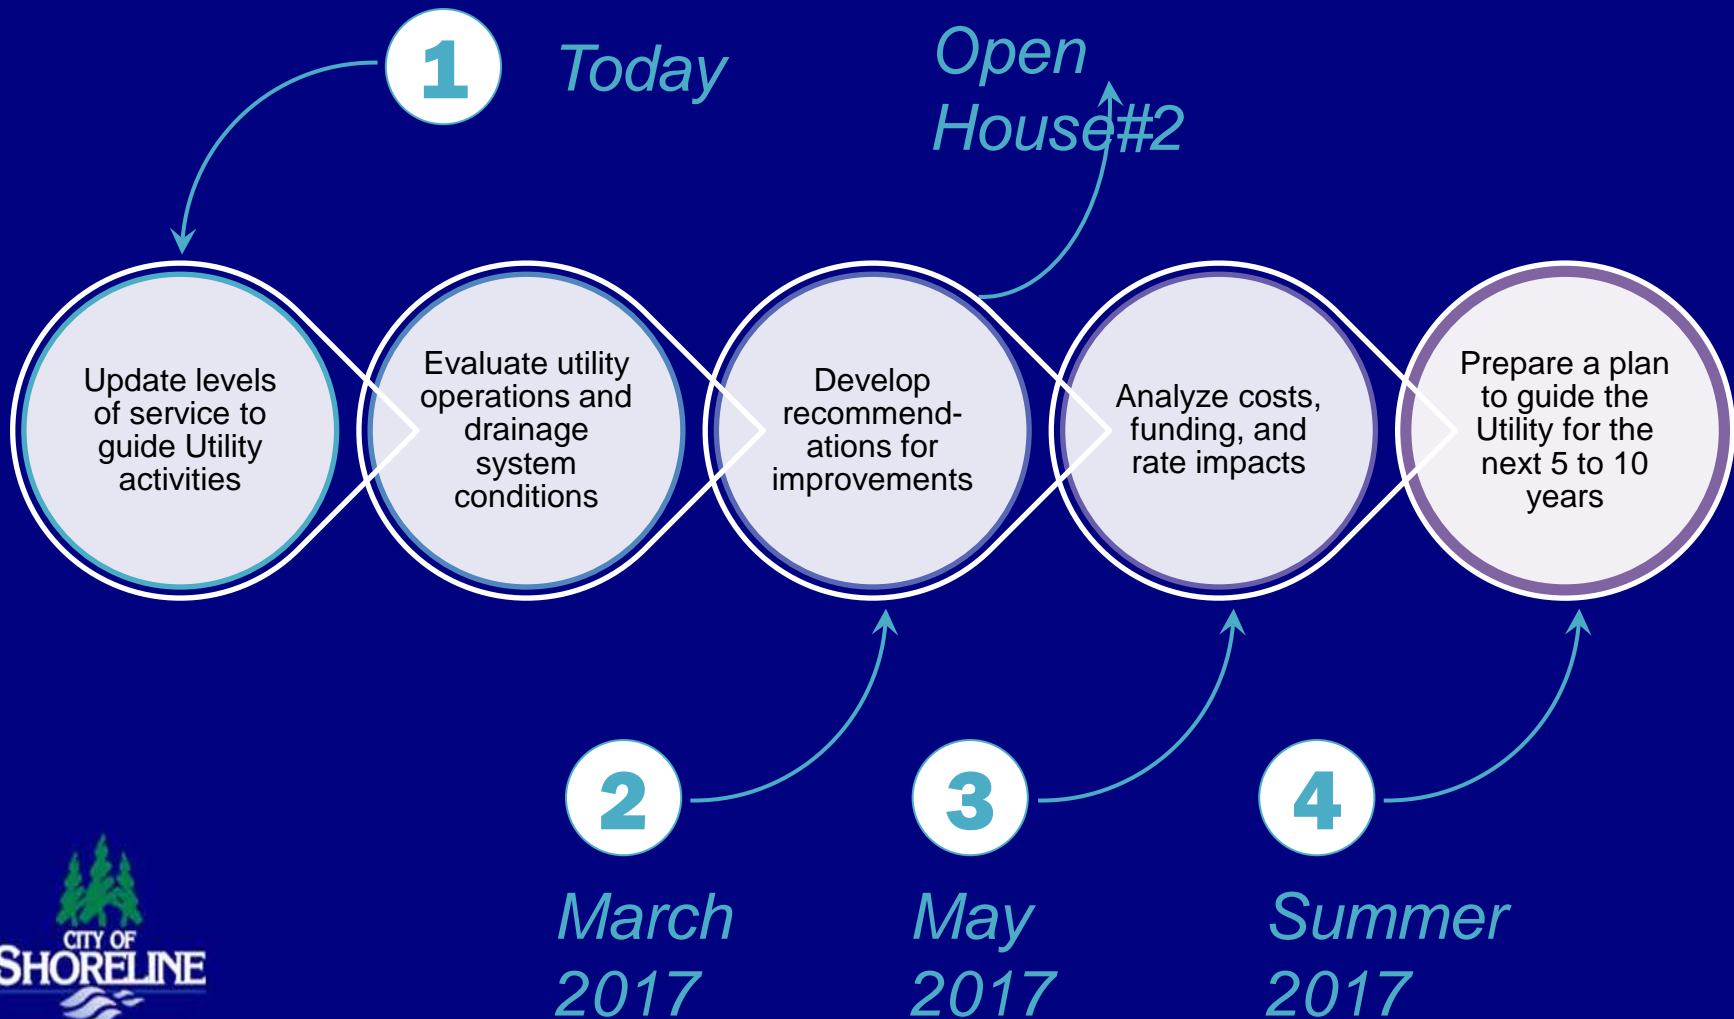 1
Today
Open
House#2
Update levels
of service to
guide Utility
activities
Evaluate utility
operations and
drainage
system
conditions
Develop
recommend-
ations for
improvements
Analyze costs,
funding, and
rate impacts
Prepare a plan
to guide the
Utility for the
next 5 to 10
years
2
March
2017
3
May
2017
4
Summer
2017
CITY OF
SHORELINE